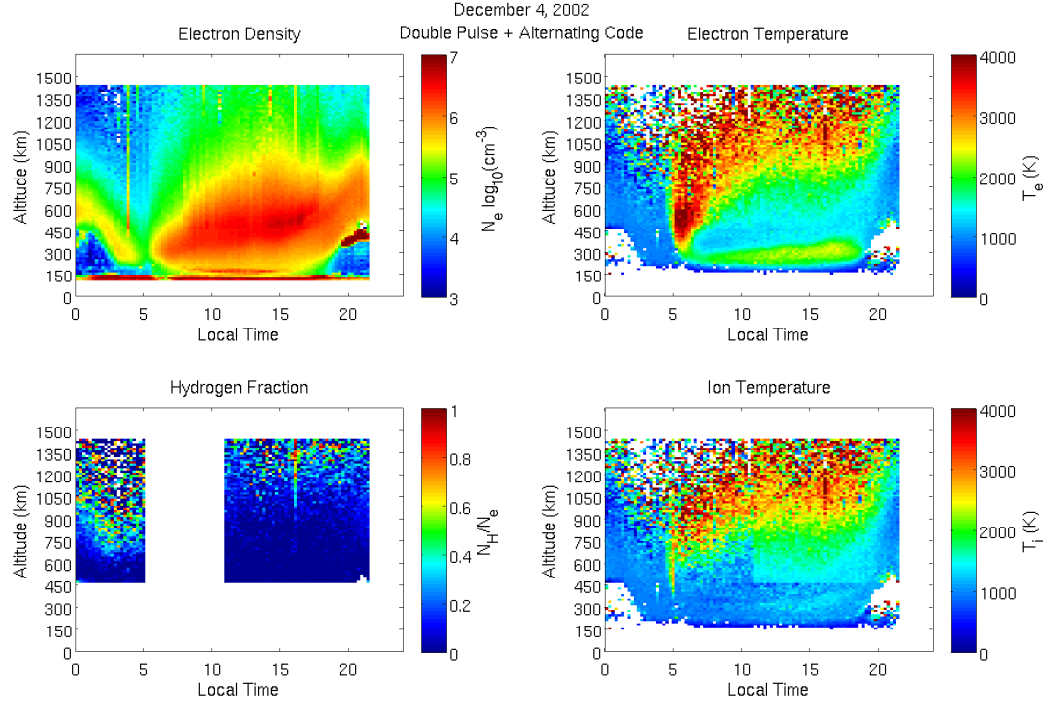 December 4, 2002
Double Pulse + Alternating Code
Electron Density
Altitude (km)
1500
1350
1200
1050
900
750
600
450
300
150
0
0 5 10 15 20
Local Time
7
6
5
4
3
N_e log_10(cm^-3)
Electron Temperature
Altitude (km)
1500
1350
1200
1050
900
750
600
450
300
150
0
0 5 10 15 20
Local Time
4000
3000
2000
1000
0
T_e (K)
Hydrogen Fraction
Altitude (km)
1500
1350
1200
1050
900
750
600
450
300
150
0
0 5 10 15 20
Local Time
1
0.8
0.6
0.4
0.2
0
N_H/N_e
Ion Temperature
Altitude (km)
1500
1350
1200
1050
900
750
600
450
300
150
0
0 5 10 15 20
Local Time
4000
3000
2000
1000
0
T_i (K)